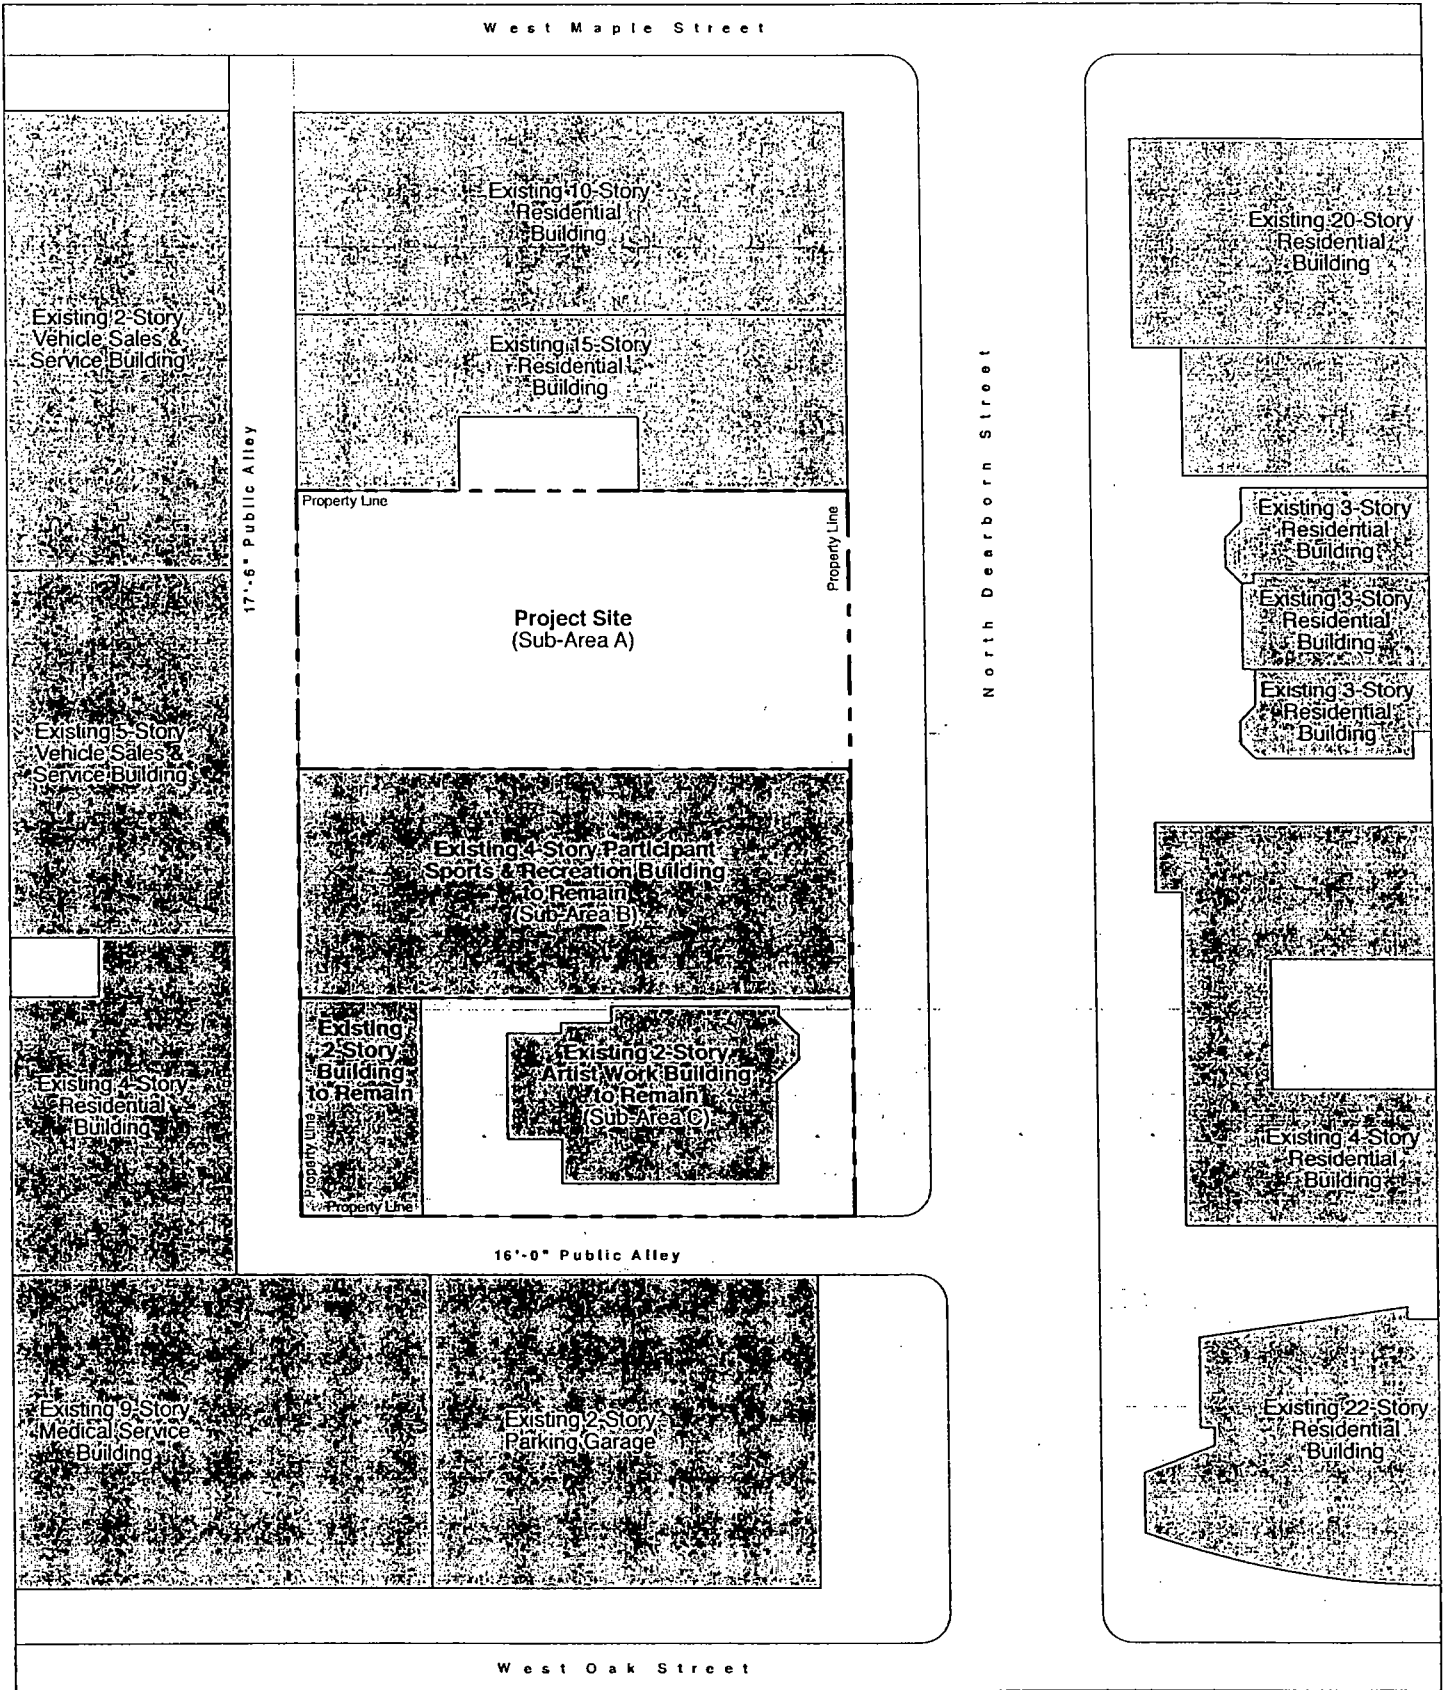 West Maple Street
Existing 10-Story
Residential
Building
Existing 20-Story
Residential
Building
Existing 2-Story
Vehicle Sales &
Service Building
Existing 15-Story
Residential
Building
17'-6" Public Alley
North Dearborn Street
Property Line
Property Line
Existing 3-Story
Residential
Building
Project Site
(Sub-Area A)
Existing 3-Story
Residential
Building
Existing 3-Story
Residential
Building
Existing 5-Story
Vehicle Sales &
Service Building
Existing 4-Story Participant
Sports & Recreation Building
to Remain
(Sub-Area B)
Existing
2-Story
Building
to Remain
Existing 2-Story
Artist Work Building
to Remain
(Sub-Area C)
Existing 4-Story
Residential
Building
Property Line
Property Line
Existing 4-Story
Residential
Building
16'-0" Public Alley
Existing 9-Story
Medical Service
Building
Existing 2-Story
Parking Garage
Existing 22-Story
Residential
Building
West Oak Street